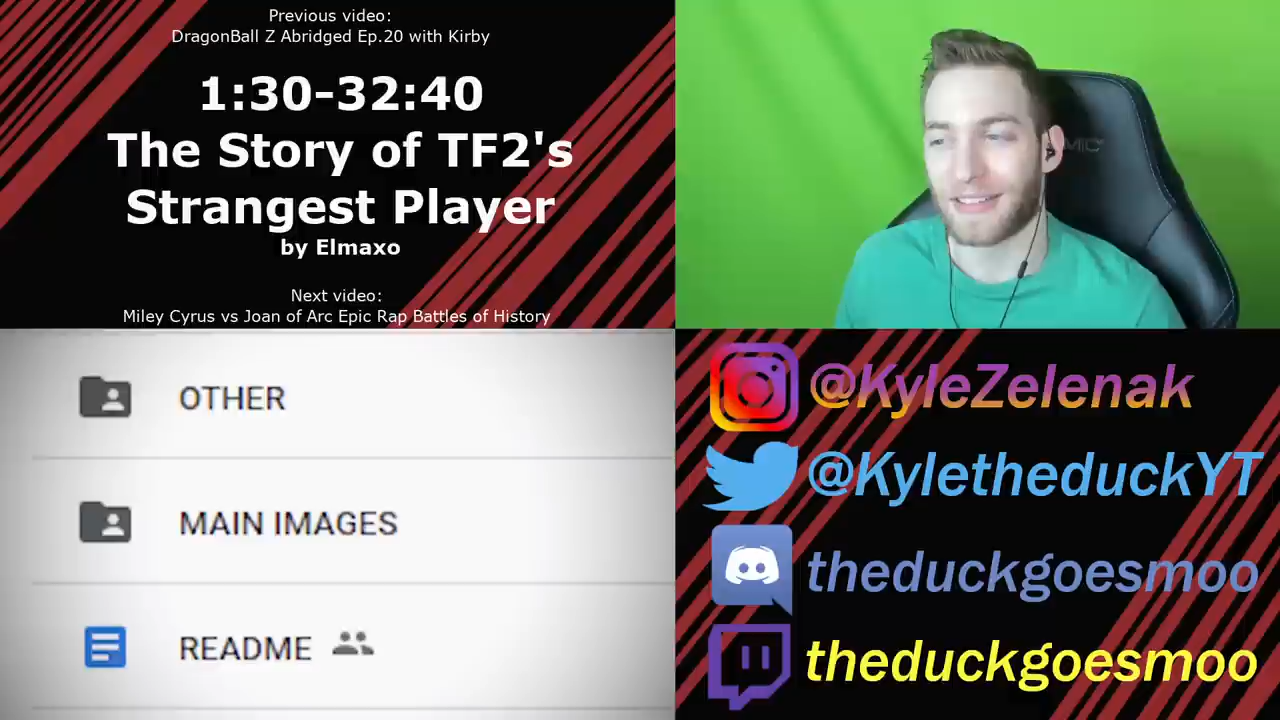 Previous video:
DragonBall Z Abridged Ep.20 with Kirby
1:30-32:40
The Story of TF2's
Strangest Player
by Elmaxo
Next video:
Miley Cyrus vs Joan of Arc Epic Rap Battles of History
OTHER
MAIN IMAGES
README
@KyleZelenak
@KyletheduckYT
theduckgoesmoo
theduckgoesmoo